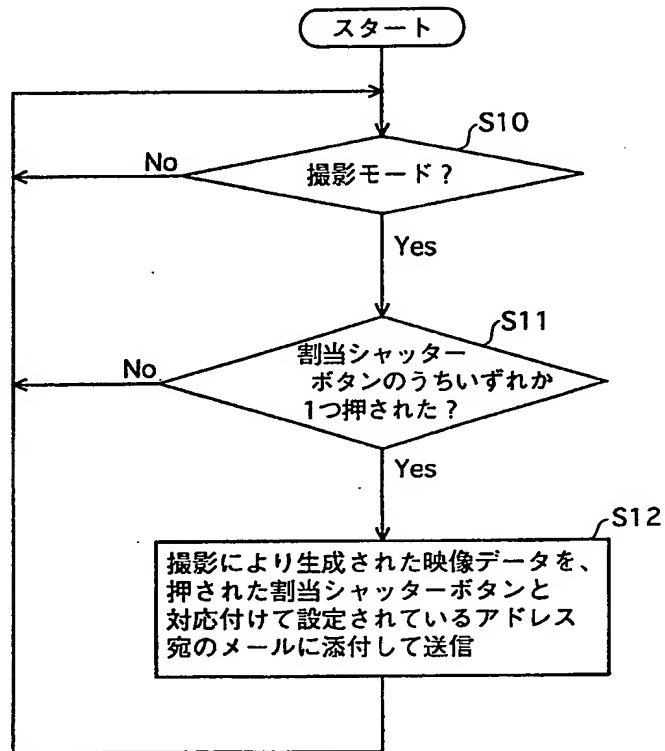 スタート
S10
No
撮影モード？
Yes
S11
割当シャッター
ボタンのうちいずれか
1つ押された？
No
Yes
S12
撮影により生成された映像データを、
押された割当シャッターボタンと
対応付けて設定されているアドレス
宛のメールに添付して送信